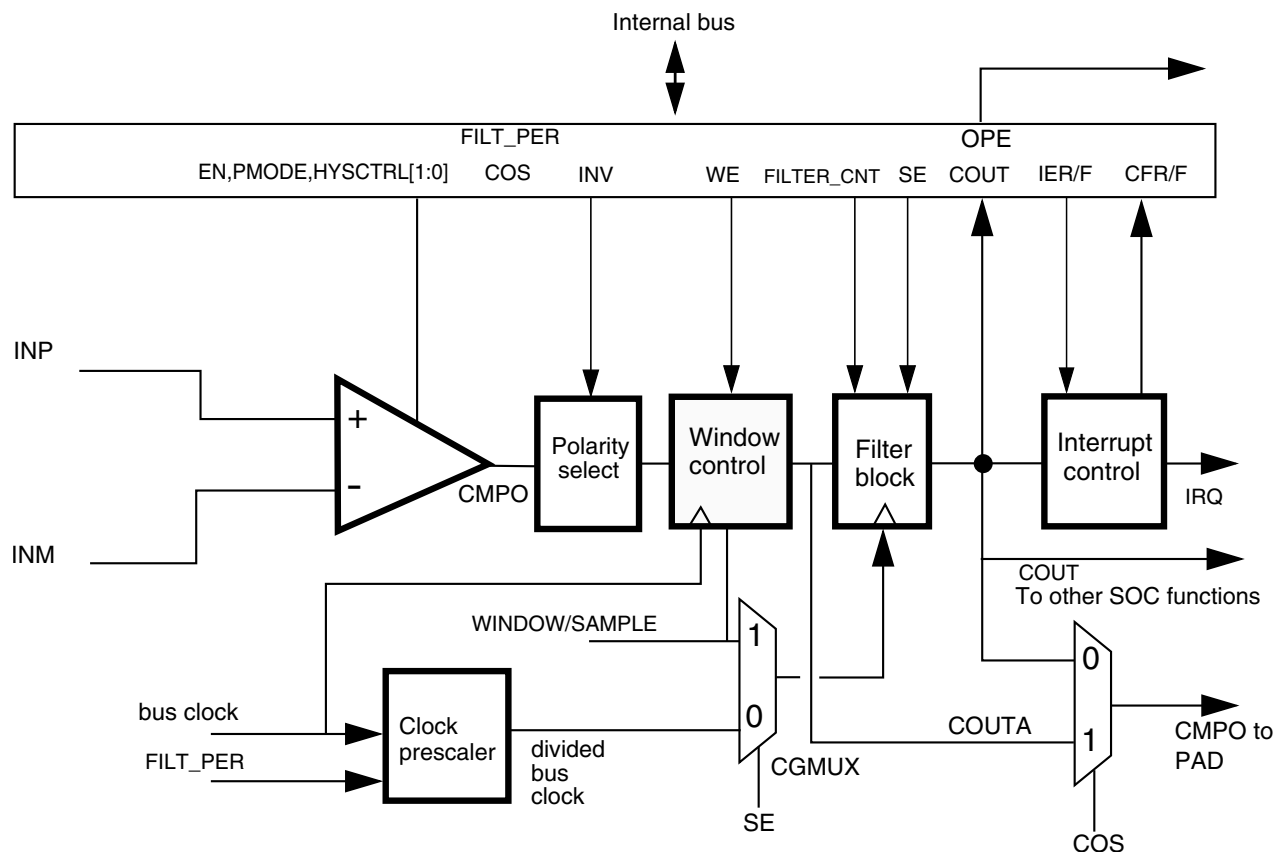 Internal bus
FILT_PER
OPE
EN,PMODE,HYSCTRL[1:0]
COS
INV
WE
FILTER_CNT
SE
COUT
IER/F
CFR/F
INP
+
-
INM
CMPO
Polarity
select
Window
control
Filter
block
Interrupt
control
IRQ
COUT
To other SOC functions
WINDOW/SAMPLE
1
0
CGMUX
SE
bus clock
FILT_PER
Clock
prescaler
divided
bus
clock
COUTA
0
1
CMPO to
PAD
COS